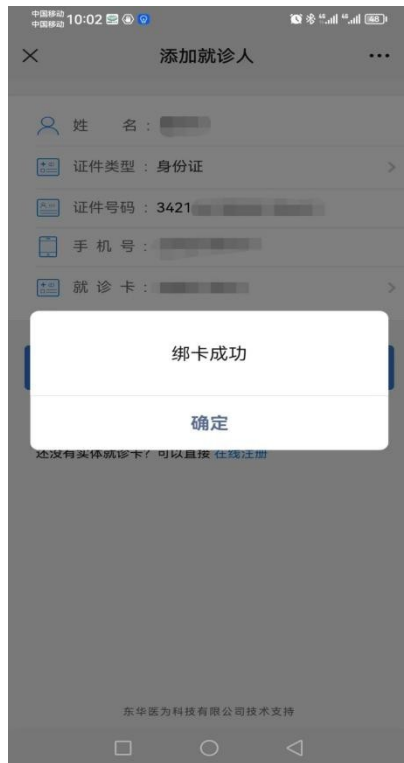 中国移动
中国移动 10:02 46
添加就诊人
姓 名:
证件类型: 身份证
证件号码: 3421
手 机 号:
就 诊 卡:
绑卡成功
确定
还没有实体就诊卡?可以直接 在线注册
东华医为科技有限公司技术支持